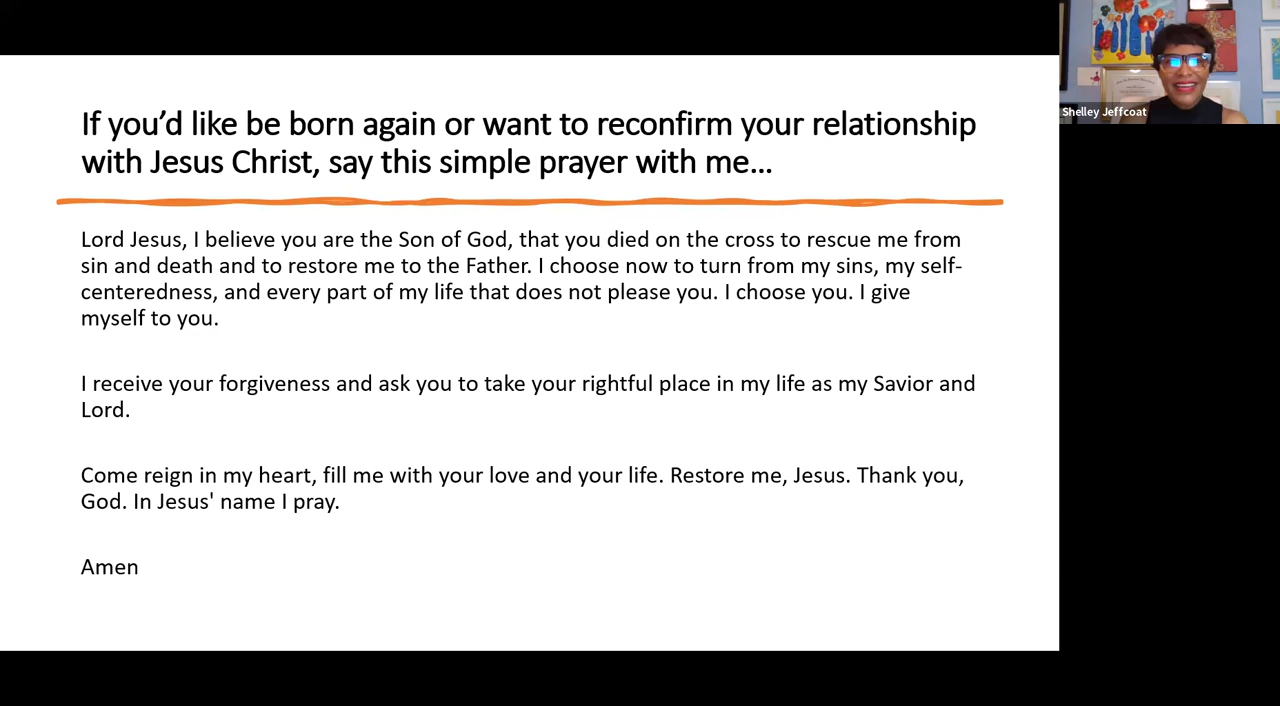 If you’d like be born again or want to reconfirm your relationship
with Jesus Christ, say this simple prayer with me…
Lord Jesus, I believe you are the Son of God, that you died on the cross to rescue me from
sin and death and to restore me to the Father. I choose now to turn from my sins, my self-
centeredness, and every part of my life that does not please you. I choose you. I give
myself to you.
I receive your forgiveness and ask you to take your rightful place in my life as my Savior and
Lord.
Come reign in my heart, fill me with your love and your life. Restore me, Jesus. Thank you,
God. In Jesus' name I pray.
Amen
Shelley Jeffcoat